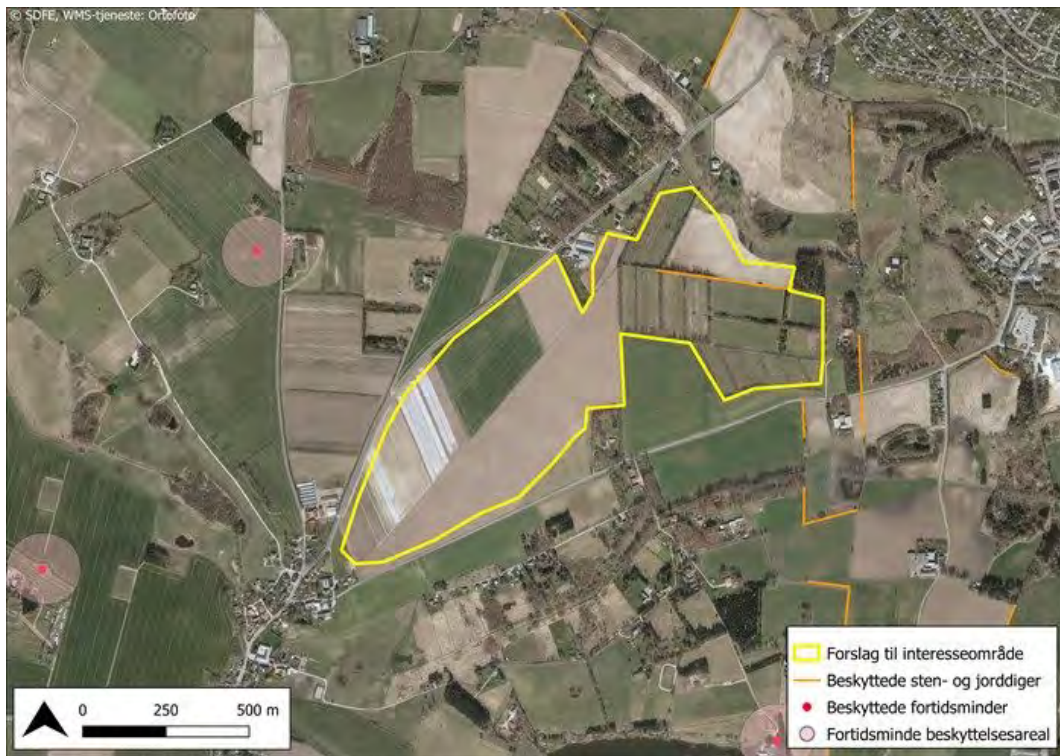 © SDFE, WMS-tjeneste: Ortofoto
Forslag til interesseområde
Beskyttede sten- og jorddiger
Beskyttede fortidsminder
Fortidsminde beskyttelsesareal
0 250 500 m